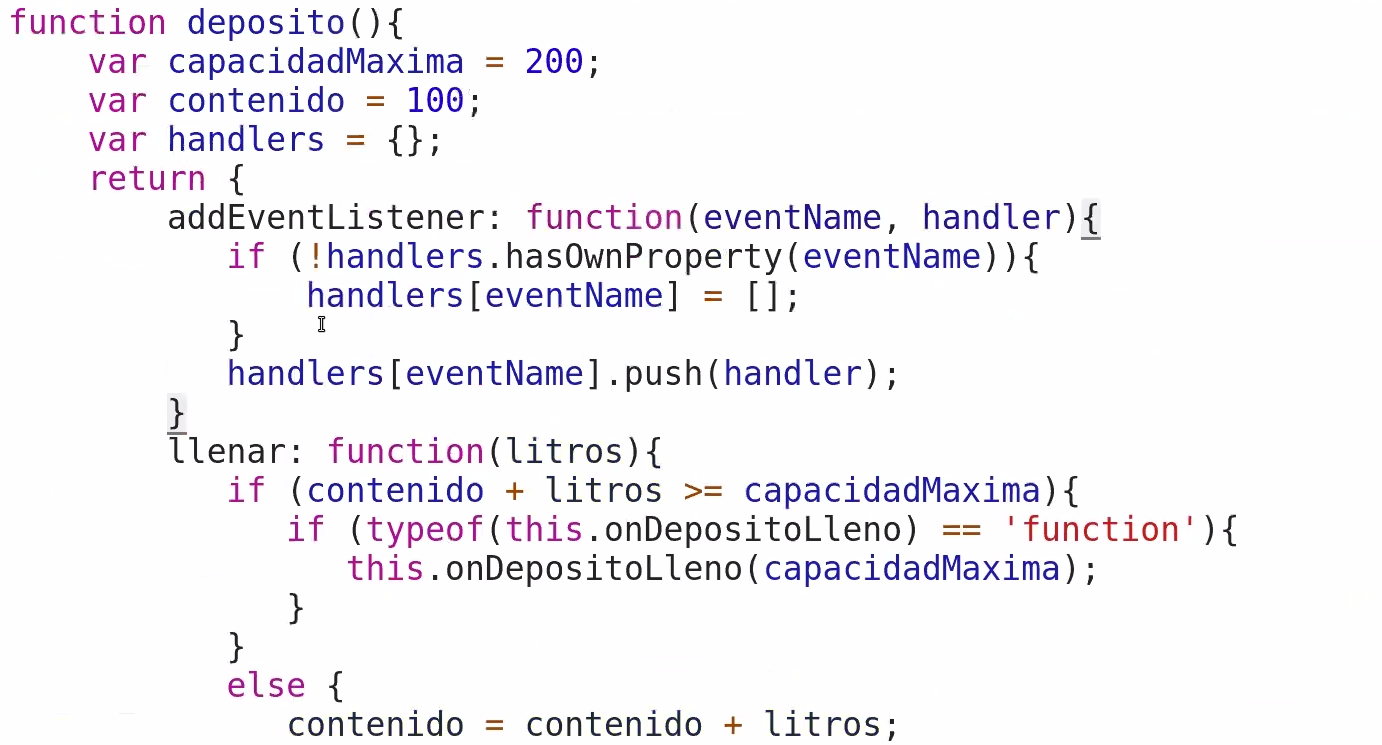 function deposito(){
    var capacidadMaxima = 200;
    var contenido = 100;
    var handlers = {};
    return {
        addEventListener: function(eventName, handler){
           if (!handlers.hasOwnProperty(eventName)){
               handlers[eventName] = [];
           }
           handlers[eventName].push(handler);
        }
        llenar: function(litros){
           if (contenido + litros >= capacidadMaxima){
              if (typeof(this.onDepositoLleno) == 'function'){
                 this.onDepositoLleno(capacidadMaxima);
              }
           }
           else {
              contenido = contenido + litros;